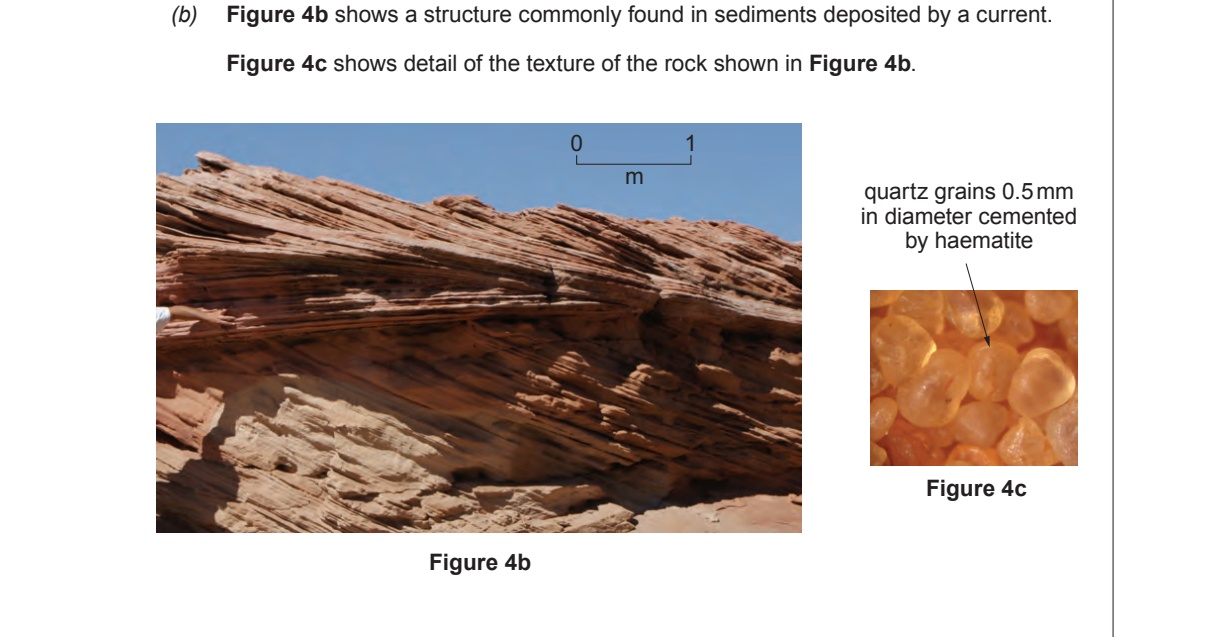 (b) Figure 4b shows a structure commonly found in sediments deposited by a current.
Figure 4c shows detail of the texture of the rock shown in Figure 4b.
0 1
m
quartz grains 0.5 mm
in diameter cemented
by haematite
Figure 4c
Figure 4b